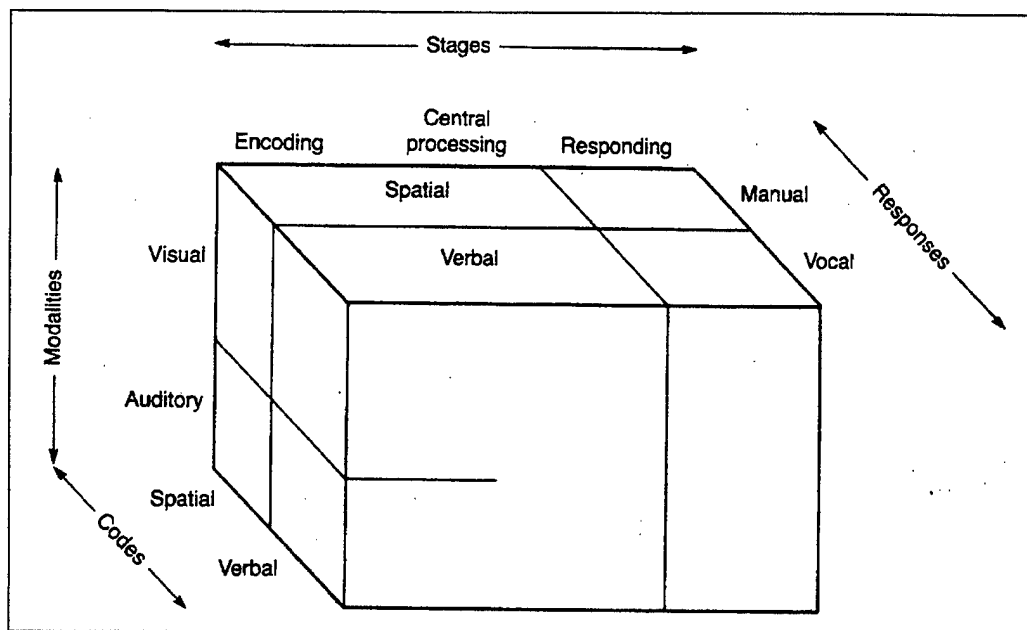 Stages
Central
Encoding processing Responding
Spatial
Manual
Responses
Visual
Verbal
Vocal
Modalities
Auditory
Spatial
Codes
Verbal